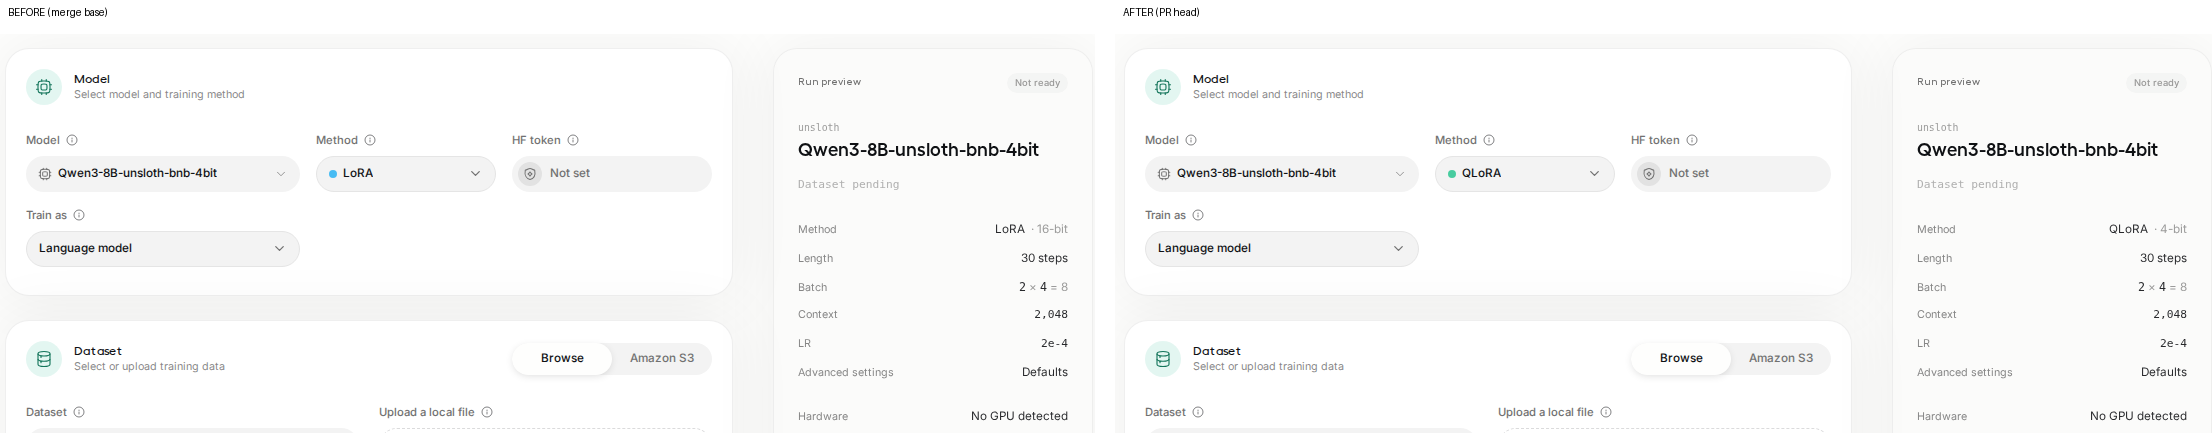 BEFORE (merge base)
Model
Select model and training method
Model
Method
HF token
Qwen3-8B-unsloth-bnb-4bit
LoRA
Not set
Train as
Language model
Dataset
Select or upload training data
Browse
Amazon S3
Dataset
Upload a local file
Run preview
Not ready
unsloth
Qwen3-8B-unsloth-bnb-4bit
Dataset pending
Method
LoRA · 16-bit
Length
30 steps
Batch
2 × 4 = 8
Context
2,048
LR
2e-4
Advanced settings
Defaults
Hardware
No GPU detected
AFTER (PR head)
Model
Select model and training method
Model
Method
HF token
Qwen3-8B-unsloth-bnb-4bit
QLoRA
Not set
Train as
Language model
Dataset
Select or upload training data
Browse
Amazon S3
Dataset
Upload a local file
Run preview
Not ready
unsloth
Qwen3-8B-unsloth-bnb-4bit
Dataset pending
Method
QLoRA · 4-bit
Length
30 steps
Batch
2 × 4 = 8
Context
2,048
LR
2e-4
Advanced settings
Defaults
Hardware
No GPU detected